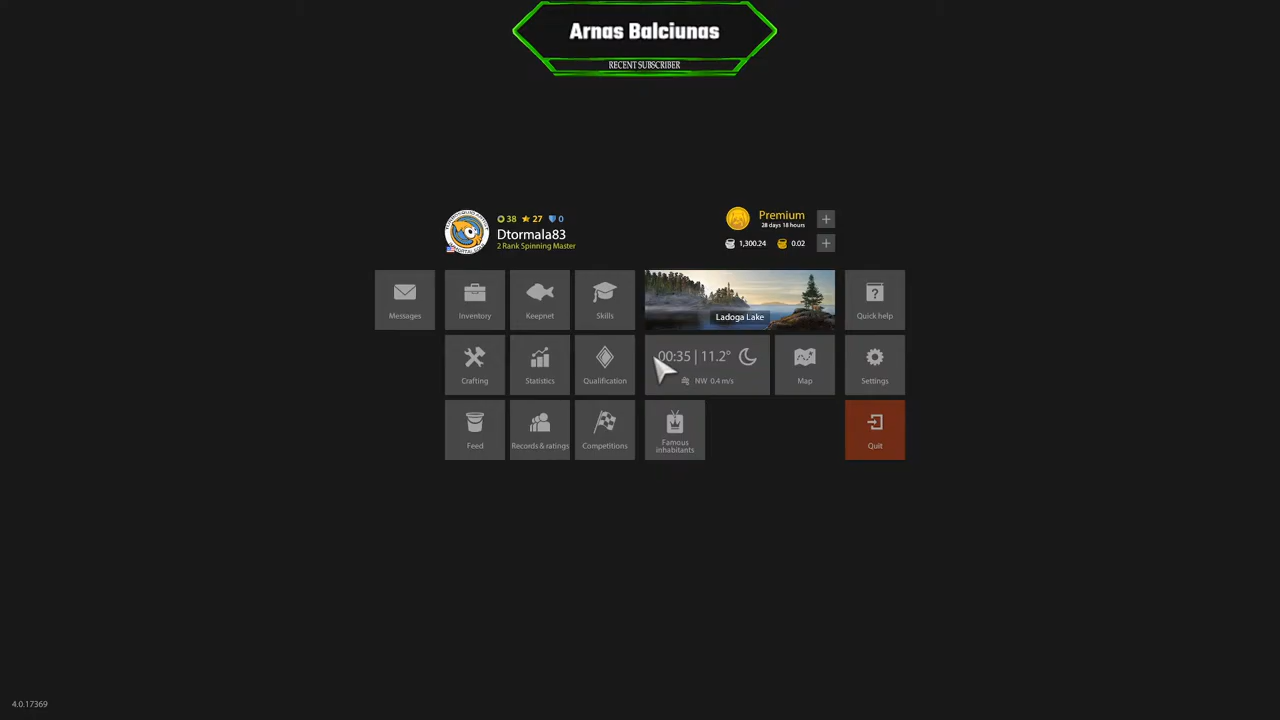 Arnas Balciunas
RECENT SUBSCRIBER
38 27 0
Dtormala83
2 Rank Spinning Master
Premium
28 days 18 hours
1,300.24 0.02
Messages
Inventory
Keepnet
Skills
Ladoga Lake
Quick help
Crafting
Statistics
Qualification
00:35 | 11.2°
NW 0.4 m/s
Map
Settings
Feed
Records & ratings
Competitions
Famous
inhabitants
Quit
4.0.17369